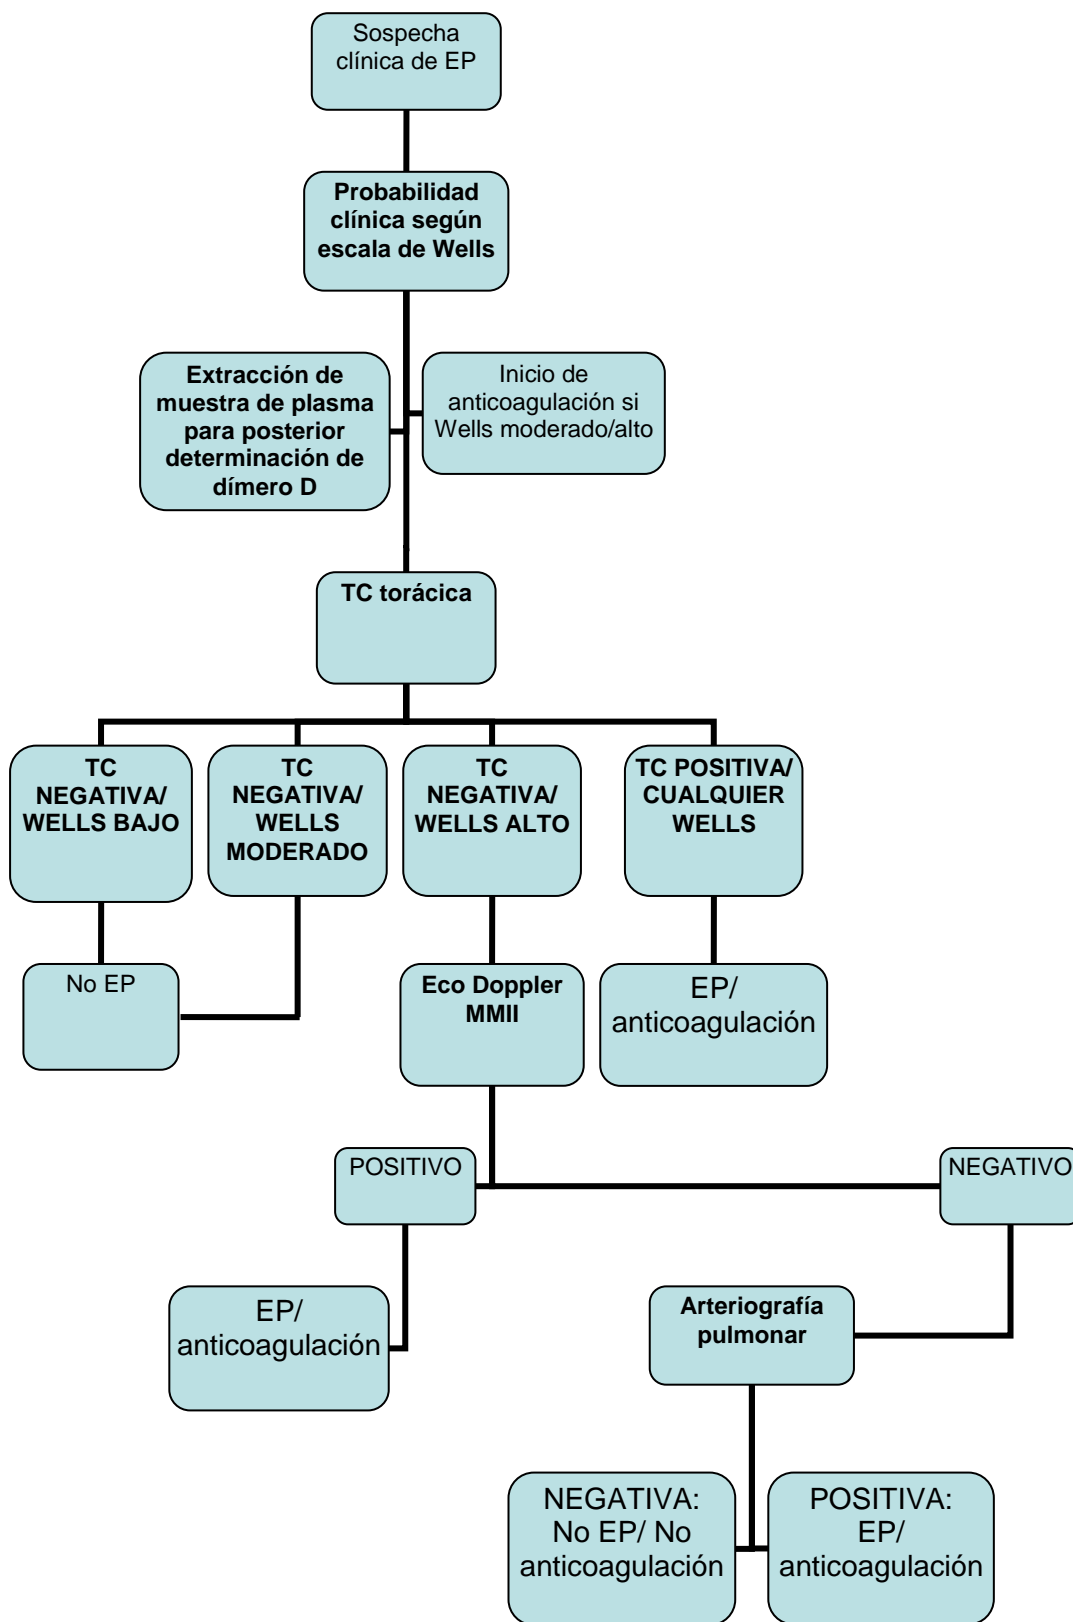 Sospecha
clínica de EP
Probabilidad
clínica según
escala de Wells
Extracción de
muestra de plasma
para posterior
determinación de
dímero D
Inicio de
anticoagulación si
Wells moderado/alto
TC torácica
TC
NEGATIVA/
WELLS BAJO
TC
NEGATIVA/
WELLS
MODERADO
TC
NEGATIVA/
WELLS ALTO
TC POSITIVA/
CUALQUIER
WELLS
No EP
Eco Doppler
MMII
EP/
anticoagulación
POSITIVO
NEGATIVO
EP/
anticoagulación
Arteriografía
pulmonar
NEGATIVA:
No EP/ No
anticoagulación
POSITIVA:
EP/
anticoagulación